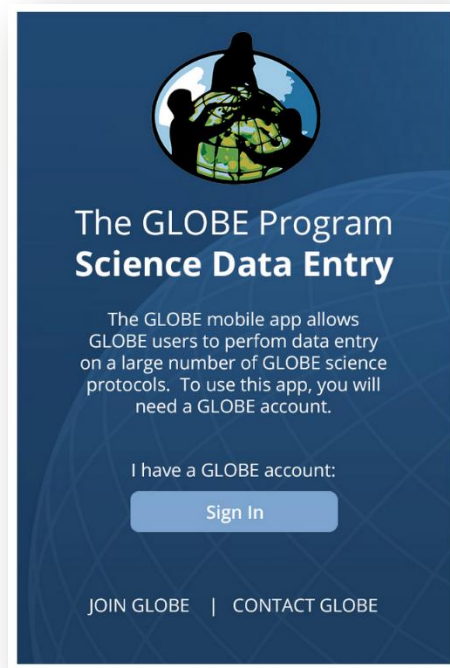 The GLOBE Program
Science Data Entry
The GLOBE mobile app allows
GLOBE users to perfom data entry
on a large number of GLOBE science
protocols. To use this app, you will
need a GLOBE account.
I have a GLOBE account:
Sign In
JOIN GLOBE | CONTACT GLOBE